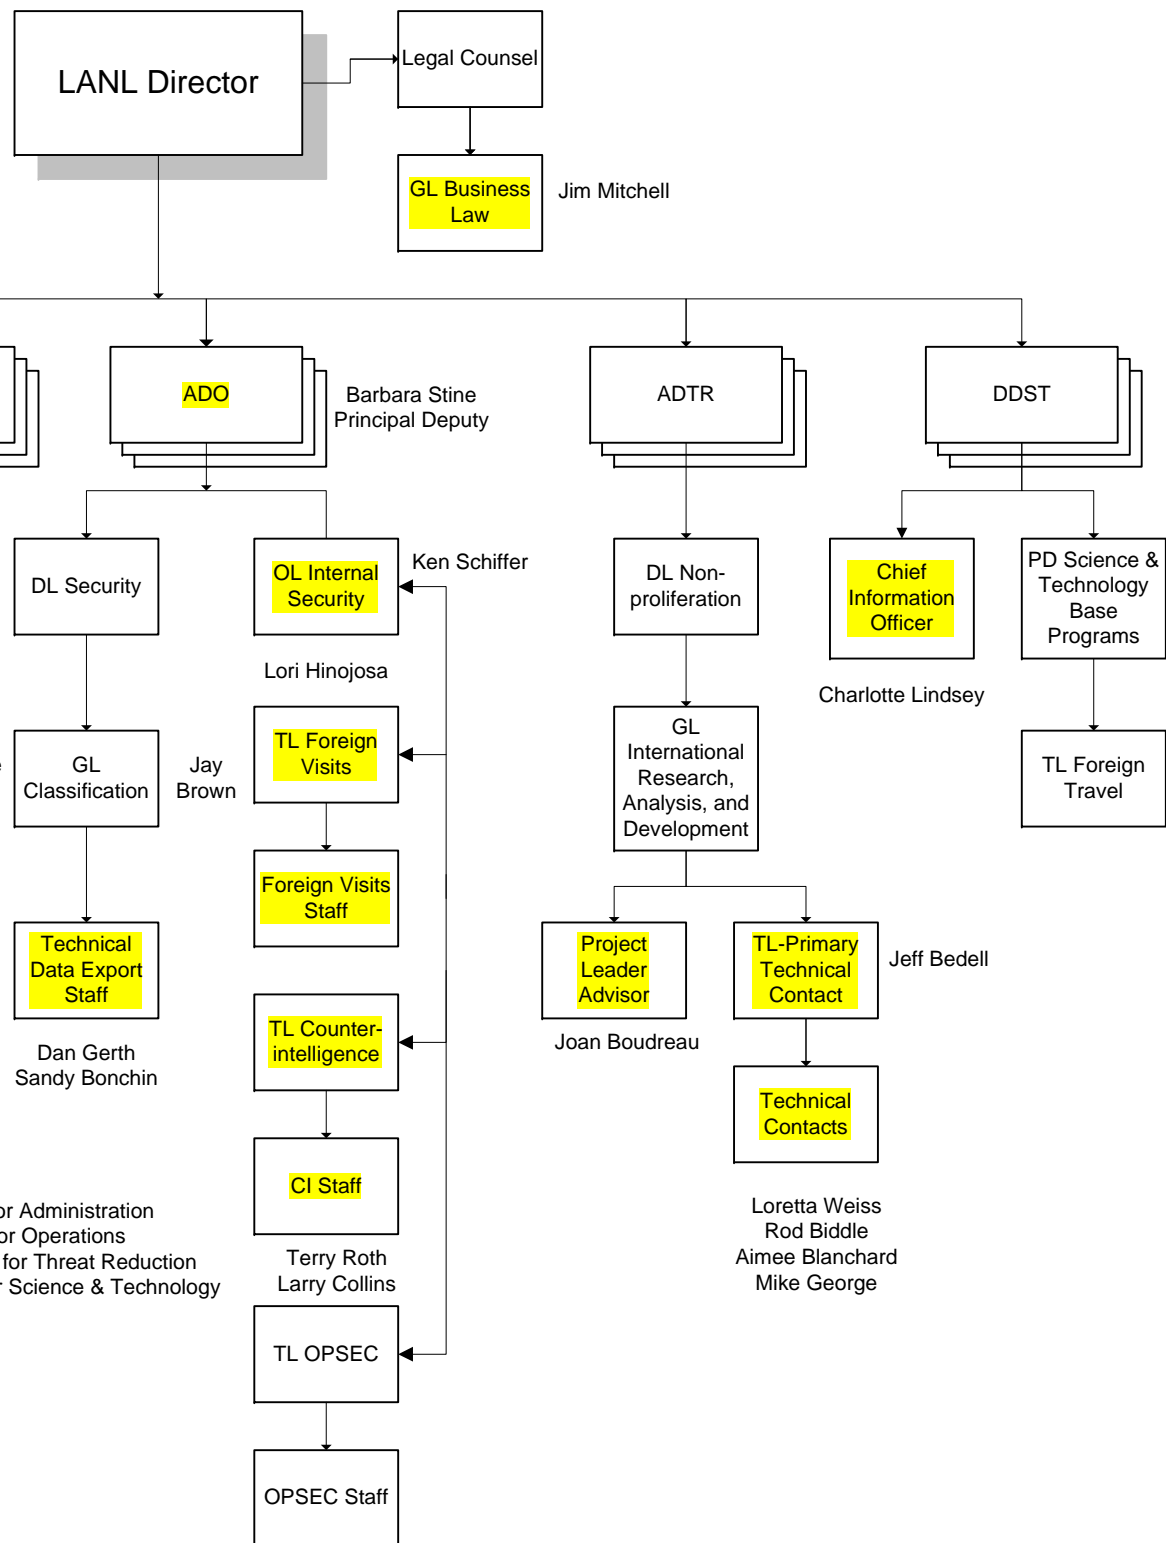 LANL Director
Legal Counsel
GL Business
Law
Jim Mitchell
ADO
Barbara Stine
Principal Deputy
ADTR
DDST
DL Security
OL Internal
Security
Ken Schiffer
DL Non-
proliferation
Chief
Information
Officer
PD Science &
Technology
Base
Programs
Lori Hinojosa
Charlotte Lindsey
GL
Classification
Jay
Brown
TL Foreign
Visits
GL
International
Research,
Analysis, and
Development
TL Foreign
Travel
Foreign Visits
Staff
Technical
Data Export
Staff
Dan Gerth
Sandy Bonchin
TL Counter-
intelligence
Project
Leader
Advisor
Joan Boudreau
TL-Primary
Technical
Contact
Jeff Bedell
Technical
Contacts
CI Staff
Terry Roth
Larry Collins
Loretta Weiss
Rod Biddle
Aimee Blanchard
Mike George
or Administration
or Operations
for Threat Reduction
r Science & Technology
TL OPSEC
OPSEC Staff